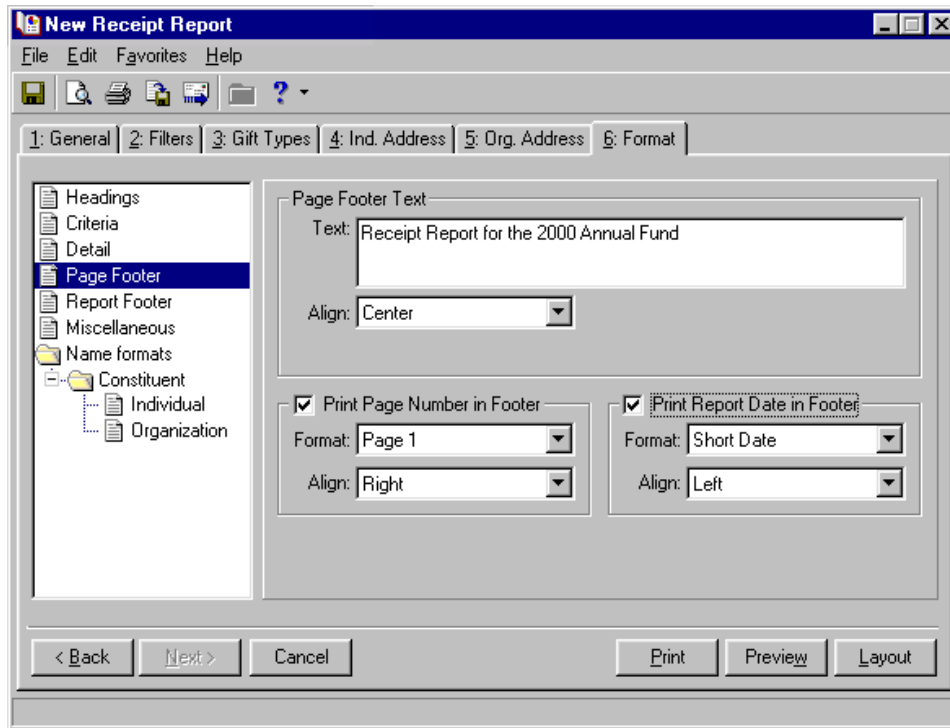 New Receipt Report
File Edit Favorites Help
1: General 2: Filters 3: Gift Types 4: Ind. Address 5: Org. Address 6: Format
Headings
Criteria
Detail
Page Footer
Report Footer
Miscellaneous
Name formats
Constituent
Individual
Organization
Page Footer Text
Text: Receipt Report for the 2000 Annual Fund
Align: Center
Print Page Number in Footer
Format: Page 1
Align: Right
Print Report Date in Footer
Format: Short Date
Align: Left
< Back Next > Cancel Print Preview Layout